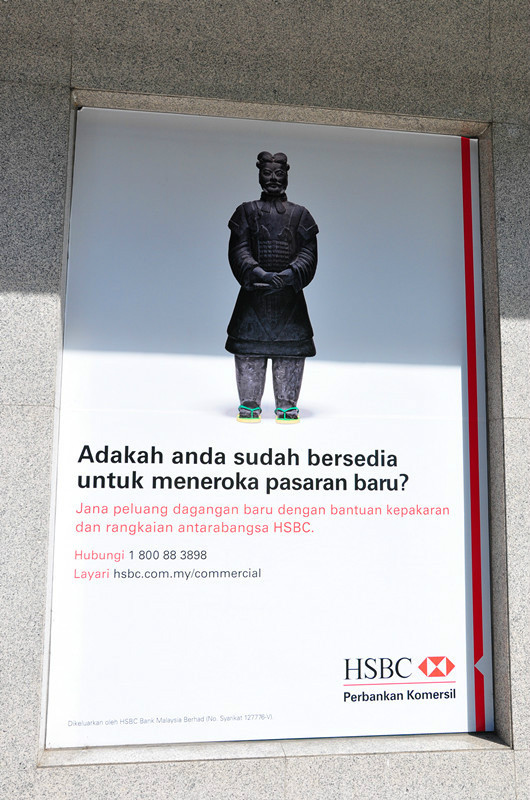 Adakah anda sudah bersedia
untuk meneroka pasaran baru?
Jana peluang dagangan baru dengan bantuan kepakaran
dan rangkaian antarabangsa HSBC.
Hubungi 1 800 88 3898
Layari hsbc.com.my/commercial
HSBC
Perbankan Komersil
Dikeluarkan oleh HSBC Bank Malaysia Berhad (No. Syarikat 127776-V).